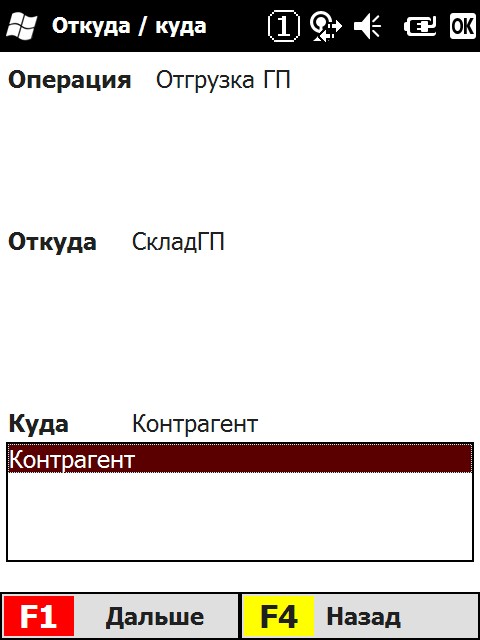 Откуда / куда 1 OK
Операция Отгрузка ГП
Откуда СкладГП
Куда Контрагент
Контрагент
F1 Дальше F4 Назад